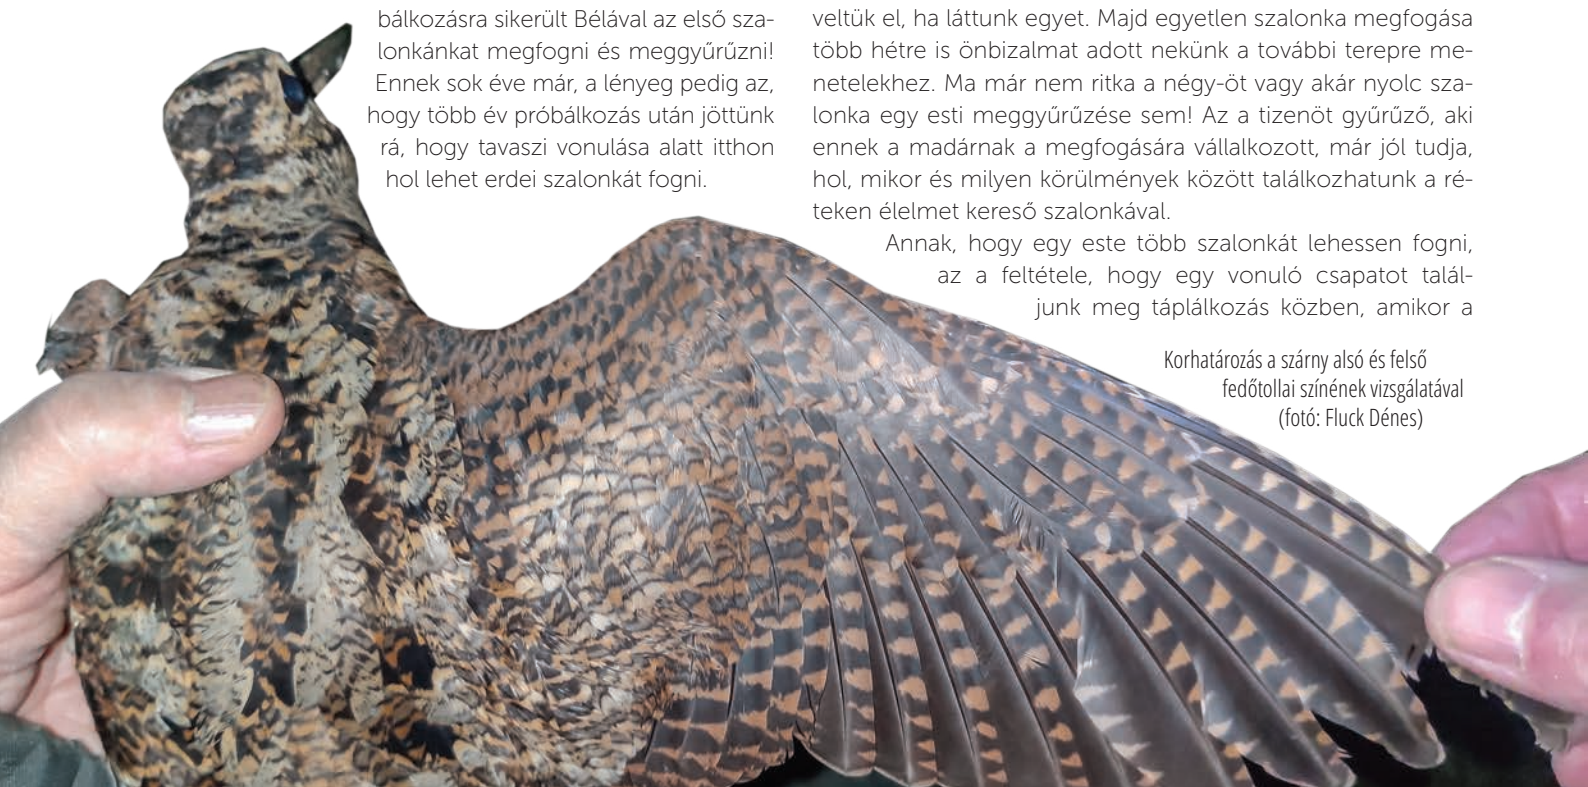 bálkozásra sikerült Bélával az első sza-
lonkánkat megfogni és meggyűrűzni!
Ennek sok éve már, a lényeg pedig az,
hogy több év próbálkozás után jöttünk
rá, hogy tavaszi vonulása alatt itthon
hol lehet erdei szalonkát fogni.
veltük el, ha láttunk egyet. Majd egyetlen szalonka megfogása
több hétre is önbizalmat adott nekünk a további terepre me-
netelekhez. Ma már nem ritka a négy-öt vagy akár nyolc sza-
lonka egy esti meggyűrűzése sem! Az a tizenöt gyűrűző, aki
ennek a madárnak a megfogására vállalkozott, már jól tudja,
hol, mikor és milyen körülmények között találkozhatunk a ré-
teken élelmet kereső szalonkával.
Annak, hogy egy este több szalonkát lehessen fogni,
az a feltétele, hogy egy vonuló csapatot talál-
junk meg táplálkozás közben, amikor a
Korhatározás a szárny alsó és felső
fedőtollai színének vizsgálatával
(fotó: Fluck Dénes)